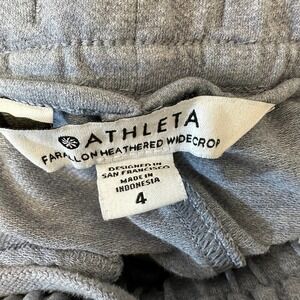 ATHLETA
FARALLON HEATHERED WIDECROP
DESIGNED IN
SAN FRANCISCO
MADE IN
INDONESIA
4